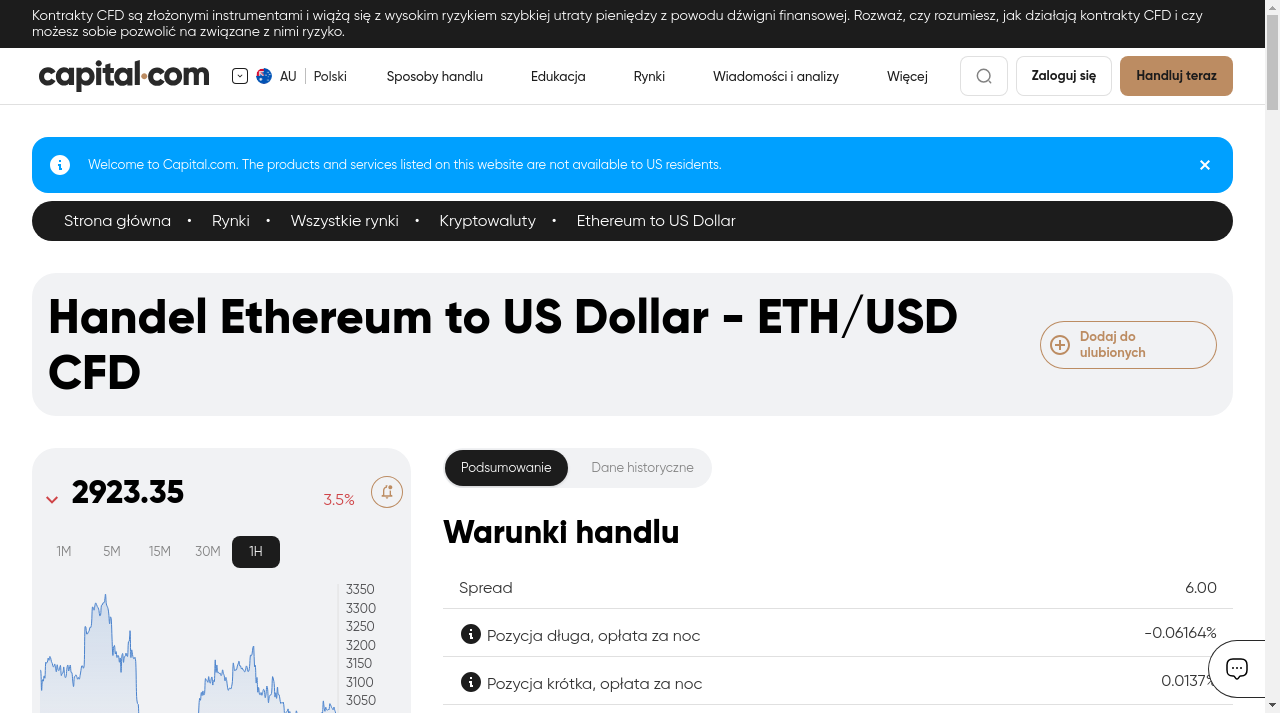 Kontrakty CFD są złożonymi instrumentami i wiążą się z wysokim ryzykiem szybkiej utraty pieniędzy z powodu dźwigni finansowej. Rozważ, czy rozumiesz, jak działają kontrakty CFD i czy
możesz sobie pozwolić na związane z nimi ryzyko.
capital.com
AU
Polski
Sposoby handlu
Edukacja
Rynki
Wiadomości i analizy
Więcej
Zaloguj się
Handluj teraz
Welcome to Capital.com. The products and services listed on this website are not available to US residents.
Strona główna • Rynki • Wszystkie rynki • Kryptowaluty • Ethereum to US Dollar
Handel Ethereum to US Dollar - ETH/USD
CFD
Dodaj do
ulubionych
2923.35
3.5%
1M 5M 15M 30M 1H
3350
3300
3250
3200
3150
3100
3050
Podsumowanie
Dane historyczne
Warunki handlu
Spread 6.00
Pozycja długa, opłata za noc -0.06164%
Pozycja krótka, opłata za noc 0.0137%